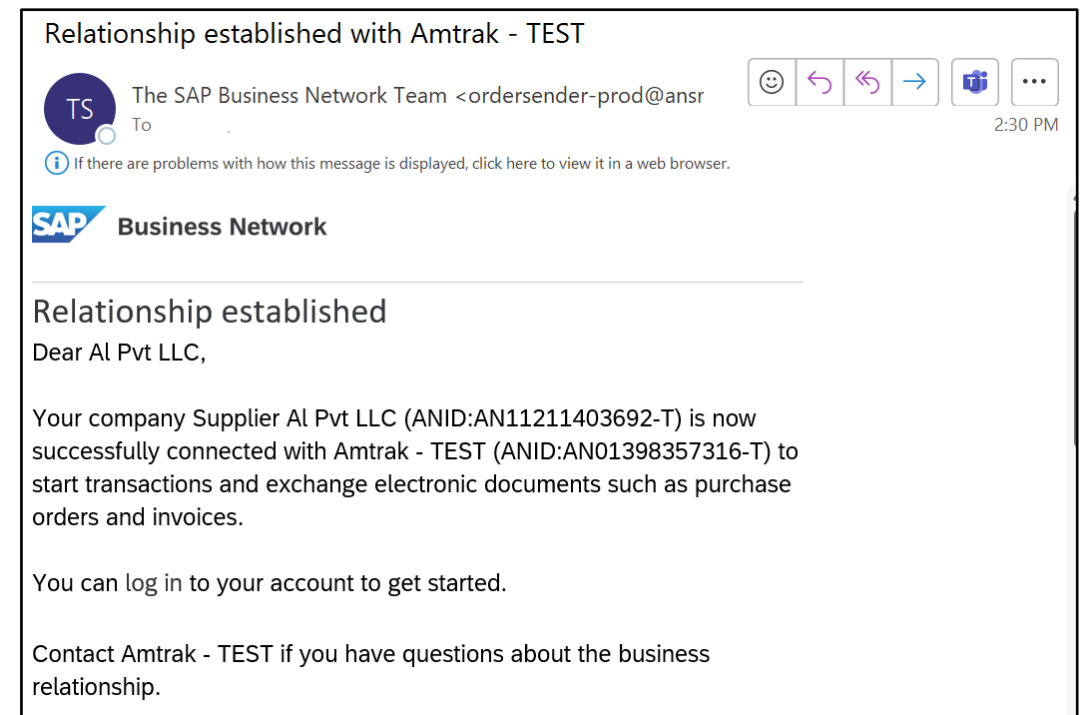 Relationship established with Amtrak - TEST
TS
The SAP Business Network Team <ordersender-prod@ansr
To
2:30 PM
If there are problems with how this message is displayed, click here to view it in a web browser.
SAP Business Network
Relationship established
Dear Al Pvt LLC,
Your company Supplier Al Pvt LLC (ANID:AN11211403692-T) is now
successfully connected with Amtrak - TEST (ANID:AN01398357316-T) to
start transactions and exchange electronic documents such as purchase
orders and invoices.
You can log in to your account to get started.
Contact Amtrak - TEST if you have questions about the business
relationship.